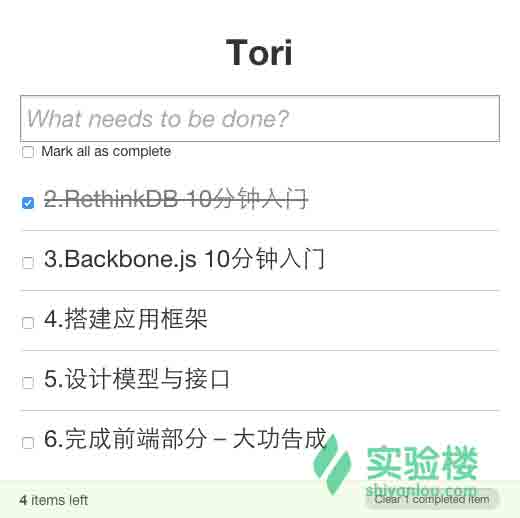 Tori
What needs to be done?
Mark all as complete
2.RethinkDB 10分钟入门
3.Backbone.js 10分钟入门
4.搭建应用框架
5.设计模型与接口
6.完成前端部分 – 大功告成
实验楼
shiyanlou.com
4 items left
Clear 1 completed item